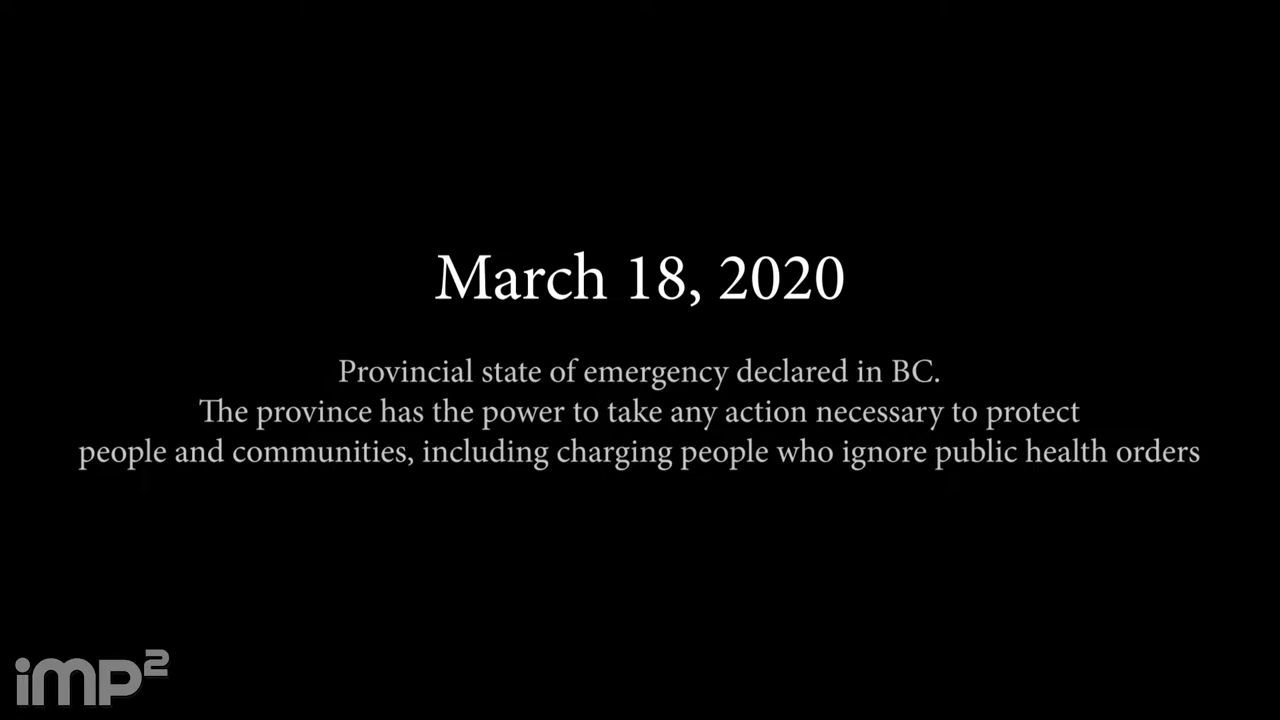 March 18, 2020
Provincial state of emergency declared in BC.
The province has the power to take any action necessary to protect
people and communities, including charging people who ignore public health orders
imp²